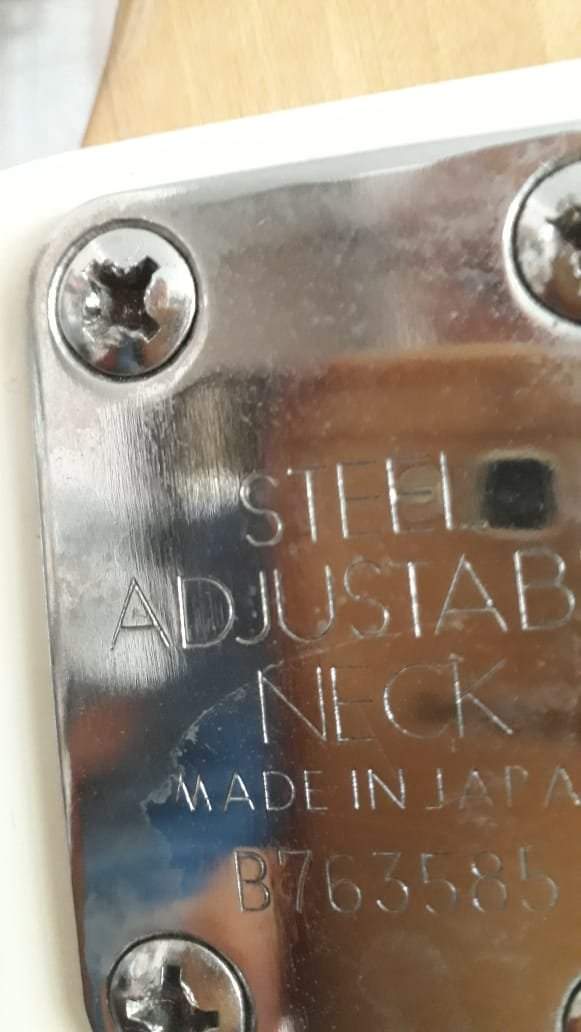 STEEL
ADJUSTAB
NECK
MADE IN JAPA
B763585